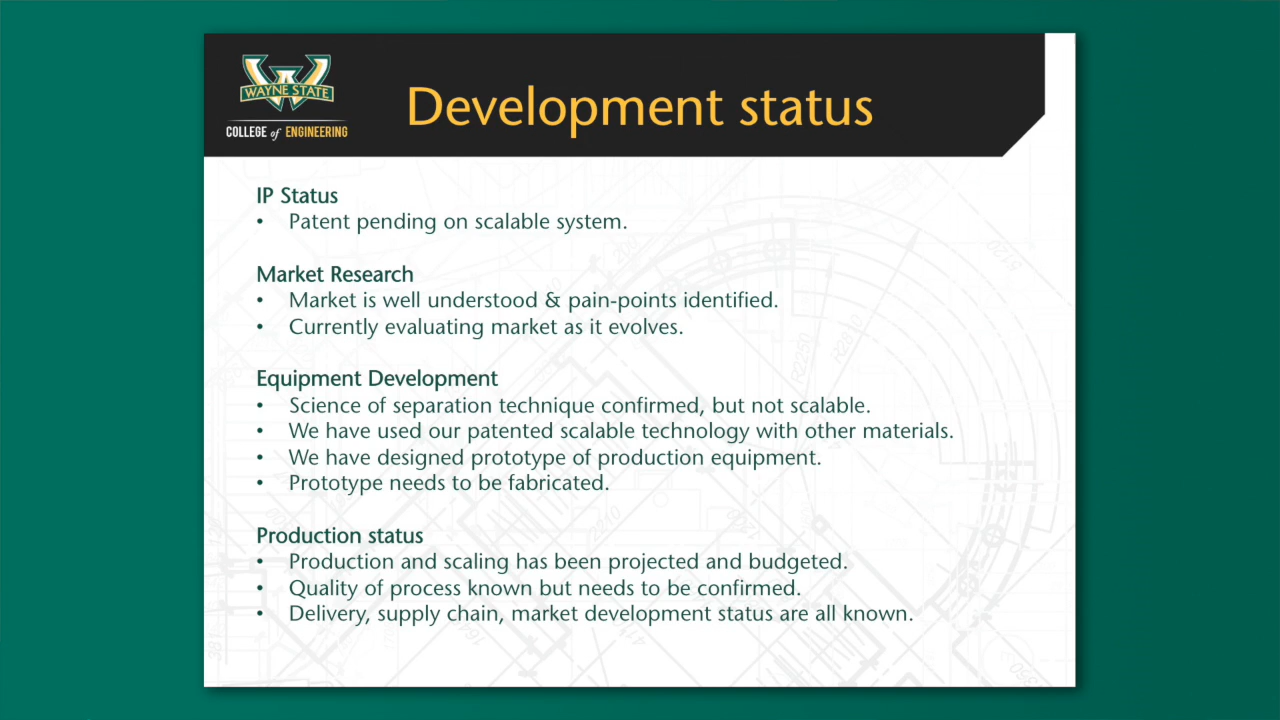 WAYNE STATE
COLLEGE of ENGINEERING
Development status
IP Status
• Patent pending on scalable system.
Market Research
• Market is well understood & pain-points identified.
• Currently evaluating market as it evolves.
Equipment Development
• Science of separation technique confirmed, but not scalable.
• We have used our patented scalable technology with other materials.
• We have designed prototype of production equipment.
• Prototype needs to be fabricated.
Production status
• Production and scaling has been projected and budgeted.
• Quality of process known but needs to be confirmed.
• Delivery, supply chain, market development status are all known.